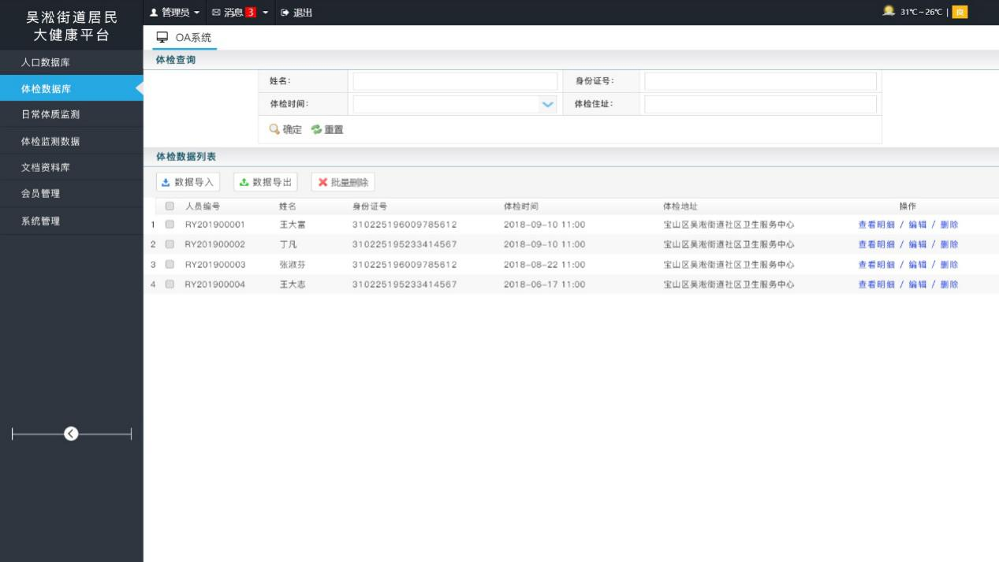 吴淞街道居民
大健康平台
管理员 消息 3 退出
31℃~26℃ | 良
人口数据库
体检数据库
日常体质监测
体检监测数据
文档资料库
会员管理
系统管理
OA系统
体检查询
姓名: 身份证号:
体检时间: 体检住址:
确定 重置
体检数据列表
数据导入 数据导出 批量删除
人员编号 姓名 身份证号 体检时间 体检地址 操作
1 RY201900001 王大富 310225196009785612 2018-09-10 11:00 宝山区吴淞街道社区卫生服务中心 查看明细 / 编辑 / 删除
2 RY201900002 丁凡 310225195233414567 2018-09-10 11:00 宝山区吴淞街道社区卫生服务中心 查看明细 / 编辑 / 删除
3 RY201900003 张淑芬 310225196009785612 2018-08-22 11:00 宝山区吴淞街道社区卫生服务中心 查看明细 / 编辑 / 删除
4 RY201900004 王大志 310225195233414567 2018-06-17 11:00 宝山区吴淞街道社区卫生服务中心 查看明细 / 编辑 / 删除